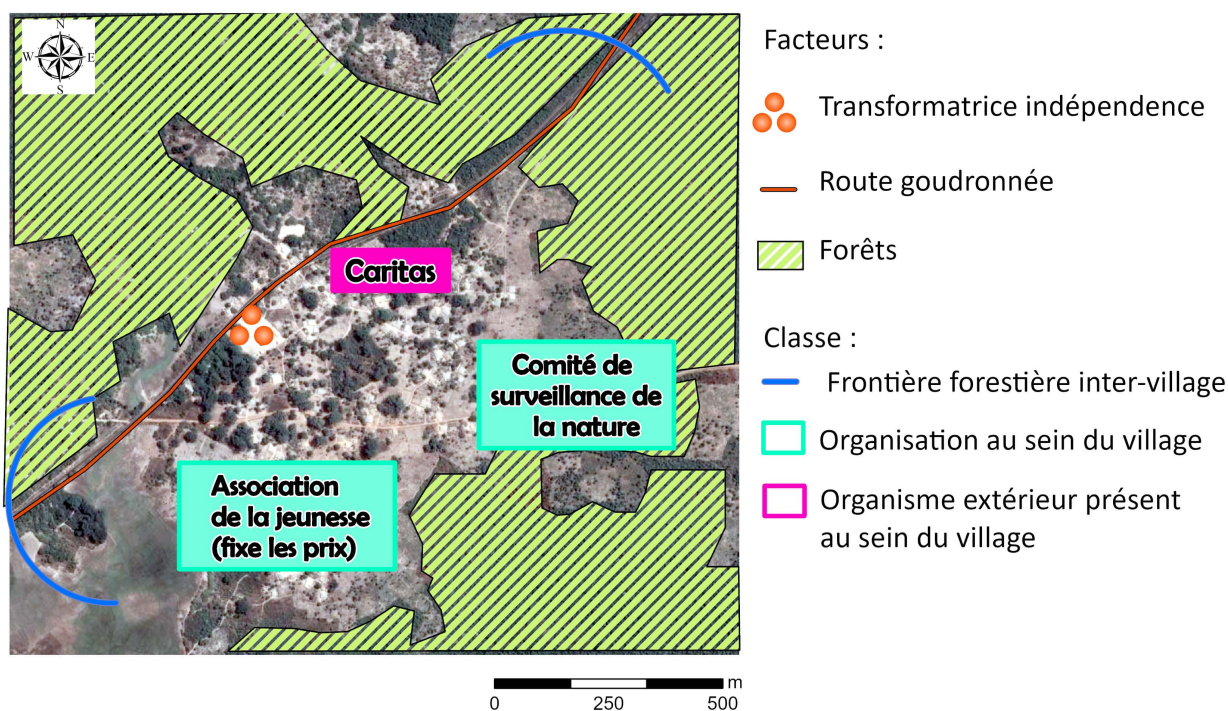 N
W E
S
Caritas
Comité de
surveillance de
la nature
Association
de la jeunesse
(fixe les prix)
Facteurs :
Transformatrice indépendence
Route goudronnée
Forêts
Classe :
Frontière forestière inter-village
Organisation au sein du village
Organisme extérieur présent
au sein du village
m
0 250 500